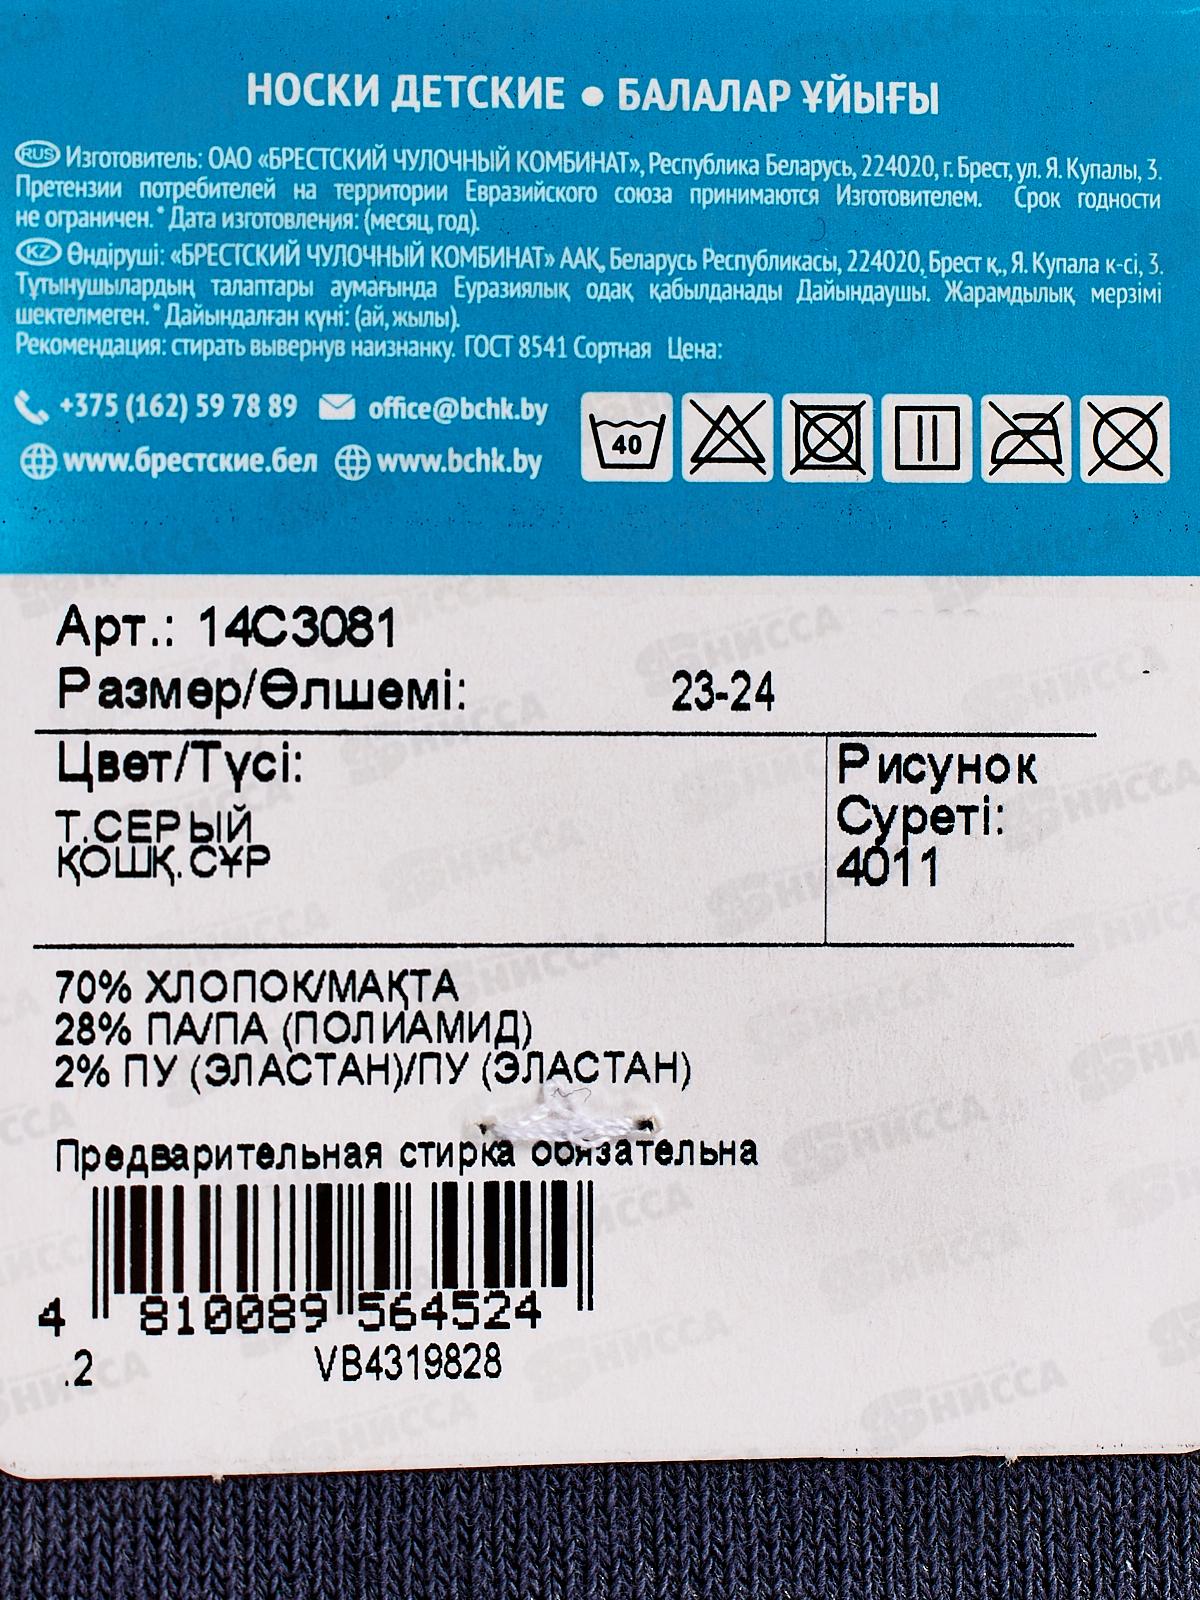 НОСКИ ДЕТСКИЕ • БАЛАЛАР ҰЙЫҒЫ
RUS Изготовитель: ОАО «БРЕСТСКИЙ ЧУЛОЧНЫЙ КОМБИНАТ», Республика Беларусь, 224020, г. Брест, ул. Я. Купалы, 3.
Претензии потребителей на территории Евразийского союза принимаются Изготовителем. Срок годности
не ограничен. * Дата изготовления: (месяц, год).
KZ Өндіруші: «БРЕСТСКИЙ ЧУЛОЧНЫЙ КОМБИНАТ» ААҚ, Беларусь Республикасы, 224020, Брест қ., Я. Купала к-сі, 3.
Тұтынушылардың талаптары аумағында Еуразиялық одақ қабылданады Дайындаушы. Жарамдылық мерзімі
шектелмеген. * Дайындалған күні: (ай, жылы).
Рекомендация: стирать вывернув наизнанку. ГОСТ 8541 Сортная Цена:
+375 (162) 59 78 89 office@bchk.by
www.брестские.бел www.bchk.by
40
Арт.: 14С3081
Размер/Өлшемі: 23-24
Цвет/Түсі:
Т.СЕРЫЙ
ҚОШҚ.СҰР
Рисунок
Суреті:
4011
70% ХЛОПОК/МАҚТА
28% ПА/ПА (ПОЛИАМИД)
2% ПУ (ЭЛАСТАН)/ПУ (ЭЛАСТАН)
Предварительная стирка обязательна
4 810089 564524
.2 VB4319828
НИССА